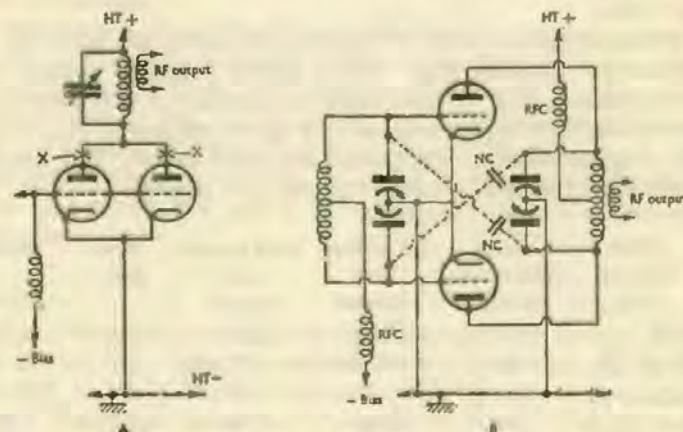 HT+
RF output
X
X
– Bias
HT–
A
HT+
RFC
NC
NC
RF output
RFC
– Bias
B